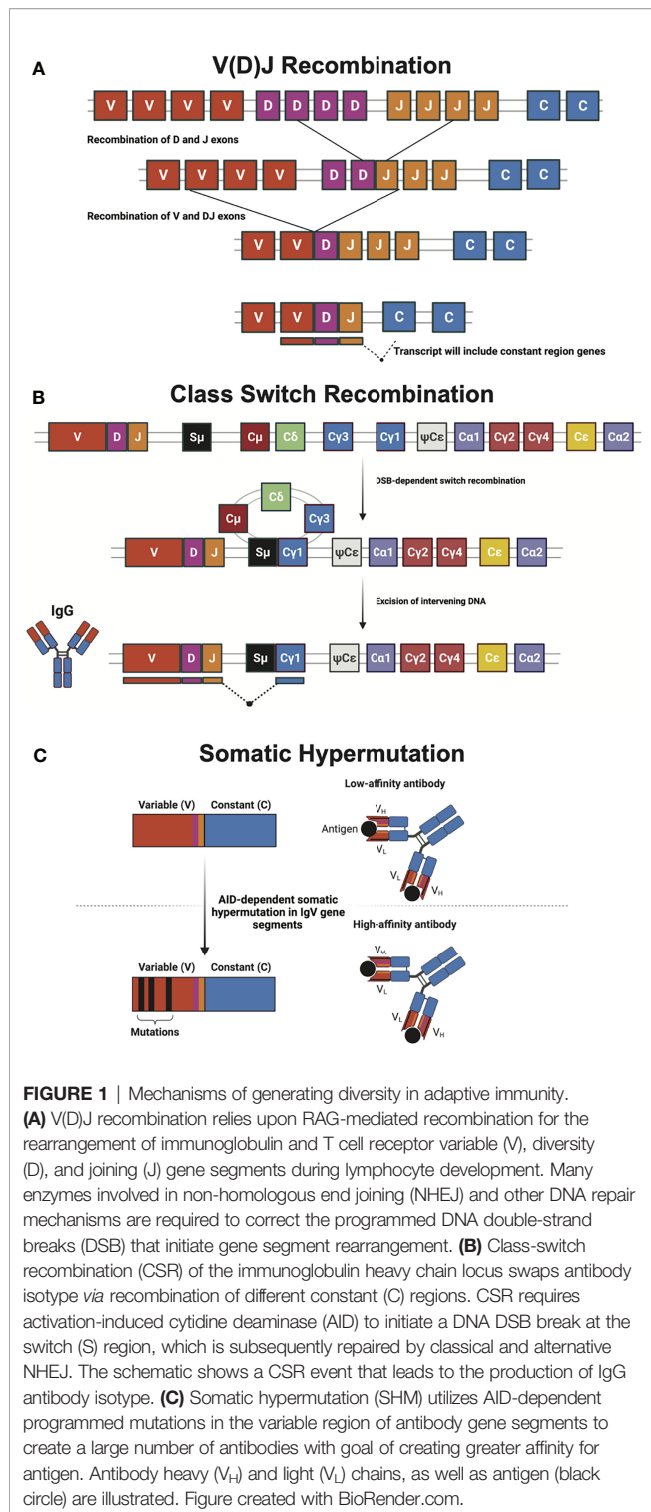 A
V(D)J Recombination
V V V V D D D D J J J J C C
Recombination of D and J exons
V V V V D D J J J C C
Recombination of V and DJ exons
V V D J J J C C
V V D J C C
Transcript will include constant region genes
B
Class Switch Recombination
V D J Sμ Cμ Cδ Cγ3 Cγ1 ψCε Cα1 Cγ2 Cγ4 Cε Cα2
DSB-dependent switch recombination
Cδ
Cμ Cγ3
V D J Sμ Cγ1 ψCε Cα1 Cγ2 Cγ4 Cε Cα2
Excision of intervening DNA
IgG
V D J Sμ Cγ1 ψCε Cα1 Cγ2 Cγ4 Cε Cα2
C
Somatic Hypermutation
Low-affinity antibody
Variable (V) Constant (C)
VH
Antigen
VL
VL
VH
AID-dependent somatic
hypermutation in IgV gene
segments
High-affinity antibody
Variable (V) Constant (C)
VL
VL
VH
Mutations
FIGURE 1 | Mechanisms of generating diversity in adaptive immunity.
(A) V(D)J recombination relies upon RAG-mediated recombination for the
rearrangement of immunoglobulin and T cell receptor variable (V), diversity
(D), and joining (J) gene segments during lymphocyte development. Many
enzymes involved in non-homologous end joining (NHEJ) and other DNA repair
mechanisms are required to correct the programmed DNA double-strand
breaks (DSB) that initiate gene segment rearrangement. (B) Class-switch
recombination (CSR) of the immunoglobulin heavy chain locus swaps antibody
isotype via recombination of different constant (C) regions. CSR requires
activation-induced cytidine deaminase (AID) to initiate a DNA DSB break at the
switch (S) region, which is subsequently repaired by classical and alternative
NHEJ. The schematic shows a CSR event that leads to the production of IgG
antibody isotype. (C) Somatic hypermutation (SHM) utilizes AID-dependent
programmed mutations in the variable region of antibody gene segments to
create a large number of antibodies with goal of creating greater affinity for
antigen. Antibody heavy (VH) and light (VL) chains, as well as antigen (black
circle) are illustrated. Figure created with BioRender.com.